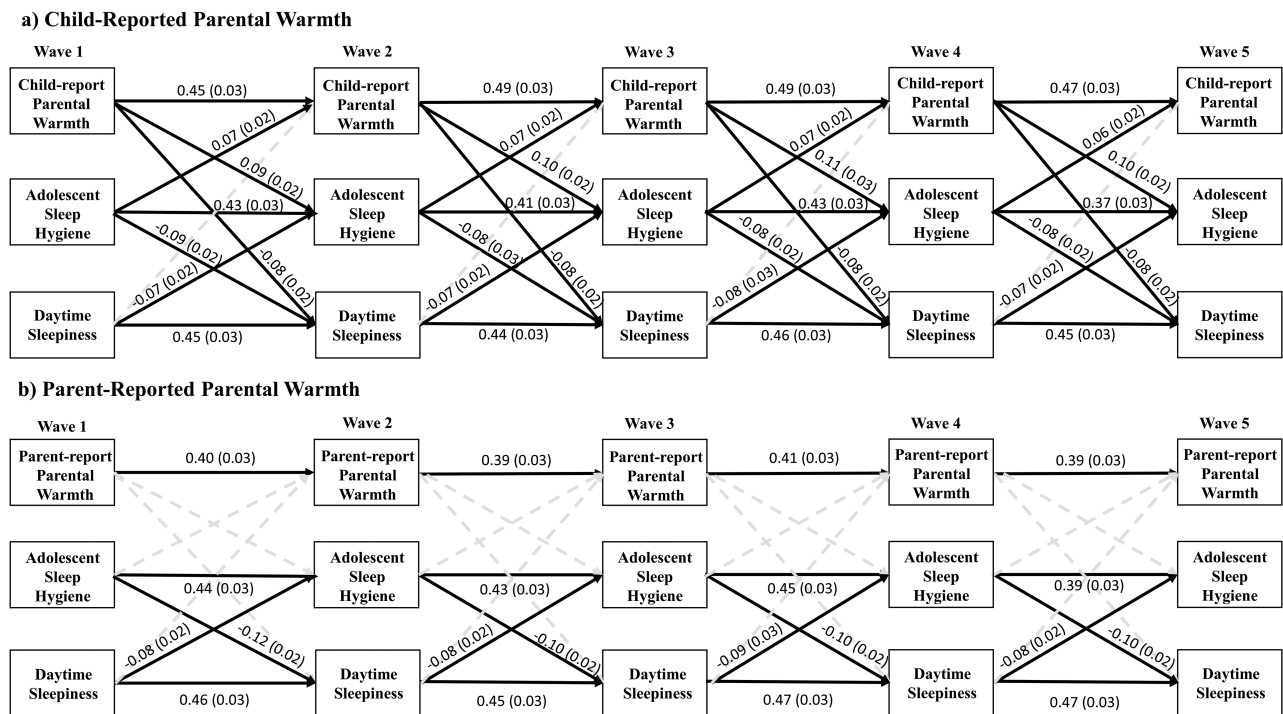 a) Child-Reported Parental Warmth
Wave 1
Wave 2
Wave 3
Wave 4
Wave 5
Child-report
Parental
Warmth
0.45 (0.03)
Child-report
Parental
Warmth
0.49 (0.03)
Child-report
Parental
Warmth
0.49 (0.03)
Child-report
Parental
Warmth
0.47 (0.03)
Child-report
Parental
Warmth
0.07 (0.02)
0.09 (0.02)
0.07 (0.02)
0.10 (0.02)
0.07 (0.02)
0.11 (0.03)
0.06 (0.02)
0.10 (0.02)
Adolescent
Sleep
Hygiene
0.43 (0.03)
Adolescent
Sleep
Hygiene
0.41 (0.03)
Adolescent
Sleep
Hygiene
0.43 (0.03)
Adolescent
Sleep
Hygiene
0.37 (0.03)
Adolescent
Sleep
Hygiene
-0.09 (0.02)
-0.07 (0.02)
-0.08 (0.02)
-0.08 (0.03)
-0.07 (0.02)
-0.08 (0.02)
-0.08 (0.02)
-0.08 (0.03)
-0.08 (0.02)
-0.08 (0.02)
-0.07 (0.02)
-0.08 (0.02)
Daytime
Sleepiness
0.45 (0.03)
Daytime
Sleepiness
0.44 (0.03)
Daytime
Sleepiness
0.46 (0.03)
Daytime
Sleepiness
0.45 (0.03)
Daytime
Sleepiness
b) Parent-Reported Parental Warmth
Wave 1
Wave 2
Wave 3
Wave 4
Wave 5
Parent-report
Parental
Warmth
0.40 (0.03)
Parent-report
Parental
Warmth
0.39 (0.03)
Parent-report
Parental
Warmth
0.41 (0.03)
Parent-report
Parental
Warmth
0.39 (0.03)
Parent-report
Parental
Warmth
Adolescent
Sleep
Hygiene
0.44 (0.03)
Adolescent
Sleep
Hygiene
0.43 (0.03)
Adolescent
Sleep
Hygiene
0.45 (0.03)
Adolescent
Sleep
Hygiene
0.39 (0.03)
Adolescent
Sleep
Hygiene
-0.08 (0.02)
-0.12 (0.02)
-0.08 (0.02)
-0.10 (0.02)
-0.09 (0.03)
-0.10 (0.02)
-0.08 (0.02)
-0.10 (0.02)
Daytime
Sleepiness
0.46 (0.03)
Daytime
Sleepiness
0.45 (0.03)
Daytime
Sleepiness
0.47 (0.03)
Daytime
Sleepiness
0.47 (0.03)
Daytime
Sleepiness